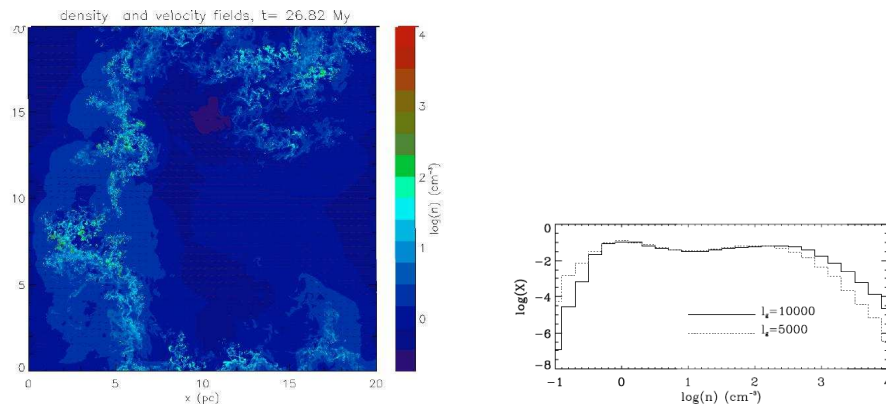 density and velocity fields, t= 26.82 My
20
15
10
5
0
0 5 10 15 20
x (pc)
4
3
2
1
0
log(n) (cm⁻³)
0
−2
−4
−6
−8
log(X)
l_g=10000
l_g=5000
−1 0 1 2 3 4
log(n) (cm⁻³)